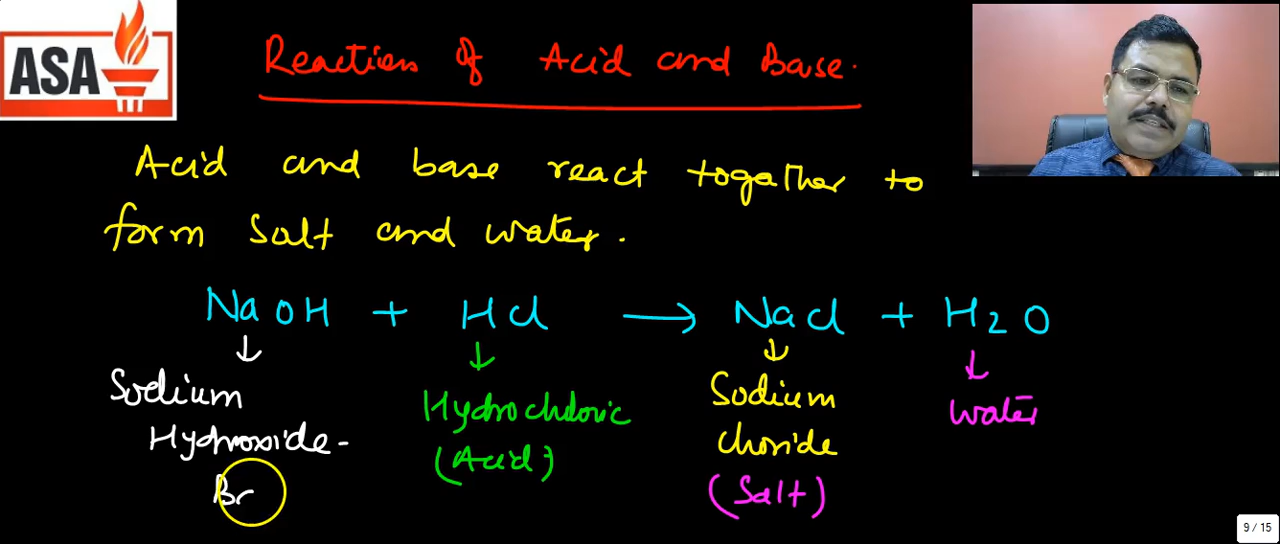 ASA
Reaction of Acid and Base.
Acid and base react together to
form Salt and water.
NaOH + HCl → NaCl + H2O
↓ ↓ ↓ ↓
Sodium Hydrochloric Sodium water
Hydroxide- (Acid) choride
Br (Salt)
9 / 15